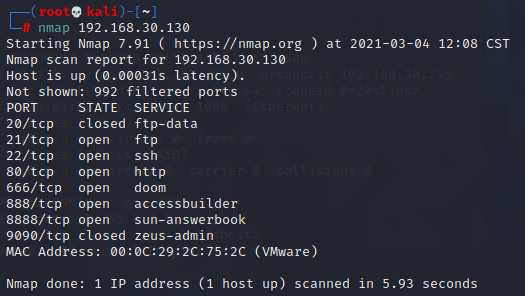 ┌──(root💀kali)-[~]
└─# nmap 192.168.30.130
Starting Nmap 7.91 ( https://nmap.org ) at 2021-03-04 12:08 CST
Nmap scan report for 192.168.30.130
Host is up (0.00031s latency).
Not shown: 992 filtered ports
PORT     STATE  SERVICE
20/tcp   closed ftp-data
21/tcp   open   ftp
22/tcp   open   ssh
80/tcp   open   http
666/tcp  open   doom
888/tcp  open   accessbuilder
8888/tcp open   sun-answerbook
9090/tcp closed zeus-admin
MAC Address: 00:0C:29:2C:75:2C (VMware)
Nmap done: 1 IP address (1 host up) scanned in 5.93 seconds